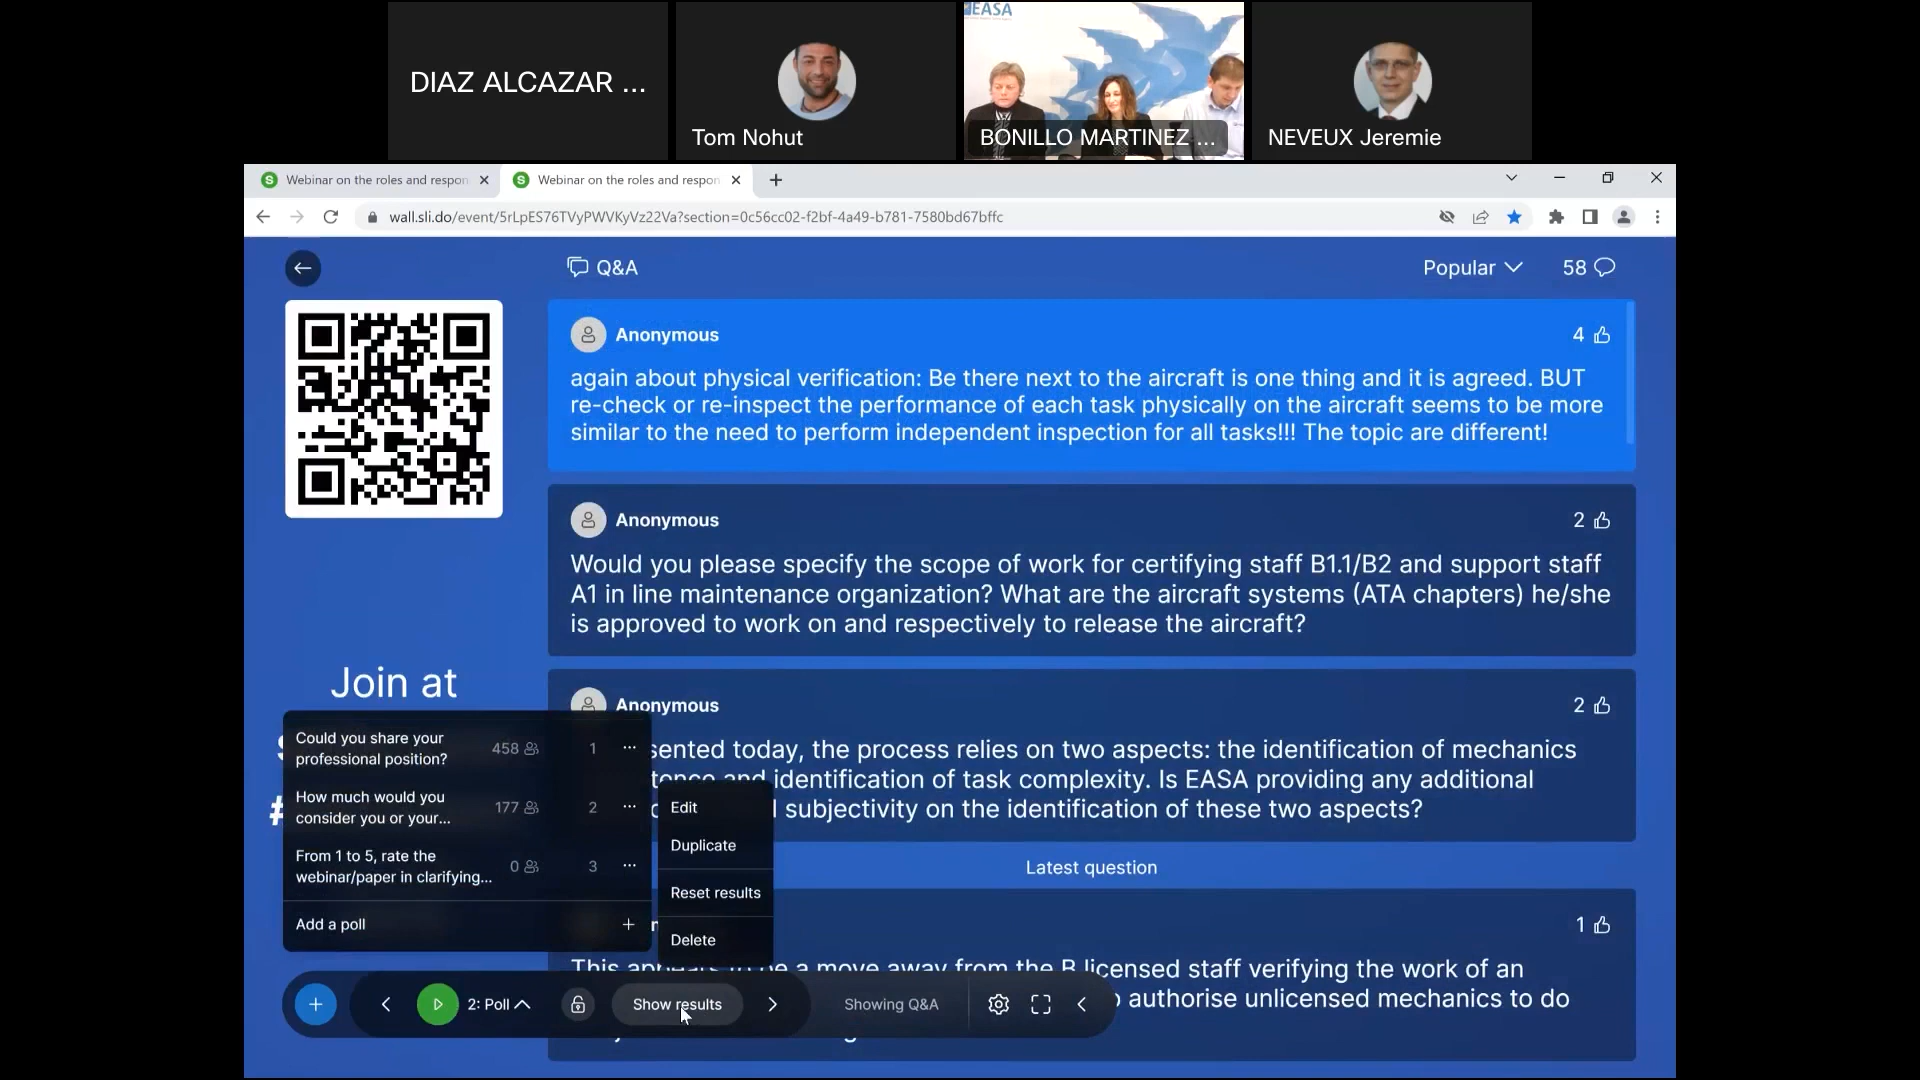 DIAZ ALCAZAR ...
Tom Nohut
EASA
BONILLO MARTINEZ ...
NEVEUX Jeremie
Webinar on the roles and respon
Webinar on the roles and respon
wall.sli.do/event/5rLpES76TVyPWVKyVz22Va?section=0c56cc02-f2bf-4a49-b781-7580bd67bffc
Q&A
Popular
58
Anonymous
4
again about physical verification: Be there next to the aircraft is one thing and it is agreed. BUT
re-check or re-inspect the performance of each task physically on the aircraft seems to be more
similar to the need to perform independent inspection for all tasks!!! The topic are different!
Anonymous
2
Would you please specify the scope of work for certifying staff B1.1/B2 and support staff
A1 in line maintenance organization? What are the aircraft systems (ATA chapters) he/she
is approved to work on and respectively to release the aircraft?
Join at
#
Anonymous
2
sented today, the process relies on two aspects: the identification of mechanics
and identification of task complexity. Is EASA providing any additional
subjectivity on the identification of these two aspects?
Could you share your
professional position?
458
1
How much would you
consider you or your...
177
2
From 1 to 5, rate the
webinar/paper in clarifying...
0
3
Add a poll
Edit
Duplicate
Reset results
Delete
Latest question
1
This appears to be a move away from the B licensed staff verifying the work of an
authorise unlicensed mechanics to do
2: Poll
Show results
Showing Q&A